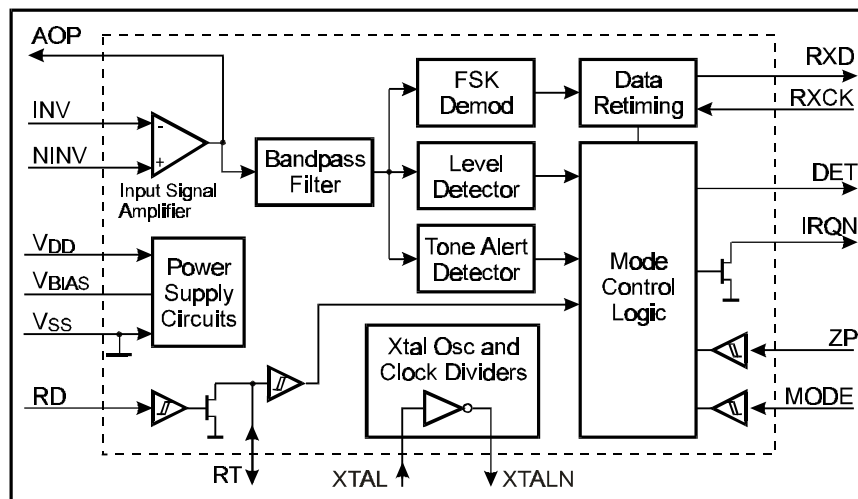 AOP
INV
NINV
-
+
Input Signal
Amplifier
Bandpass
Filter
FSK
Demod
Level
Detector
Tone Alert
Detector
Data
Retiming
Mode
Control
Logic
RXD
RXCK
DET
IRQN
ZP
MODE
VDD
VBIAS
VSS
Power
Supply
Circuits
RD
RT
Xtal Osc and
Clock Dividers
XTAL
XTALN